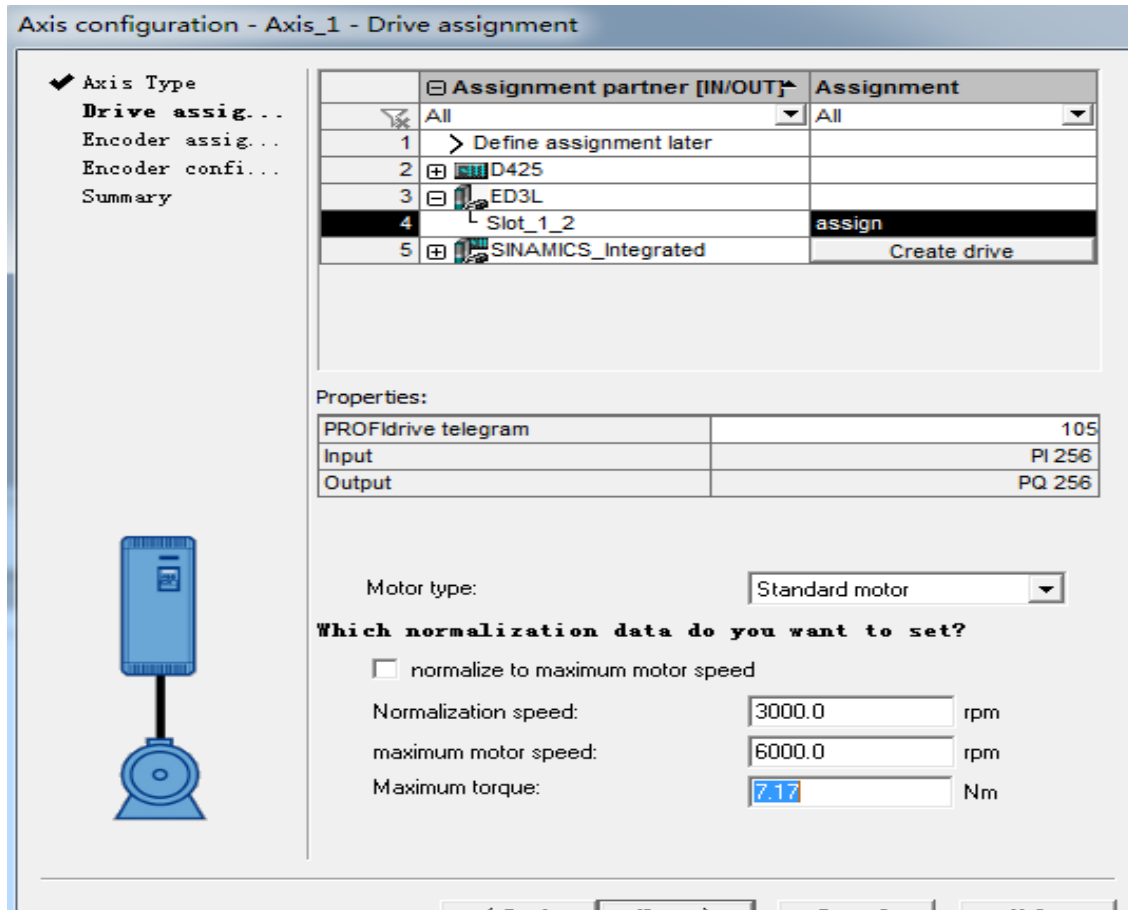 Axis configuration - Axis_1 - Drive assignment
Axis Type
Drive assig...
Encoder assig...
Encoder confi...
Summary
Assignment partner [IN/OUT] Assignment
All All
1 Define assignment later
2 D425
3 ED3L
4 Slot_1_2 assign
5 SINAMICS_Integrated Create drive
Properties:
PROFIdrive telegram 105
Input PI 256
Output PQ 256
Motor type: Standard motor
Which normalization data do you want to set?
normalize to maximum motor speed
Normalization speed: 3000.0 rpm
maximum motor speed: 6000.0 rpm
Maximum torque: 7.17 Nm